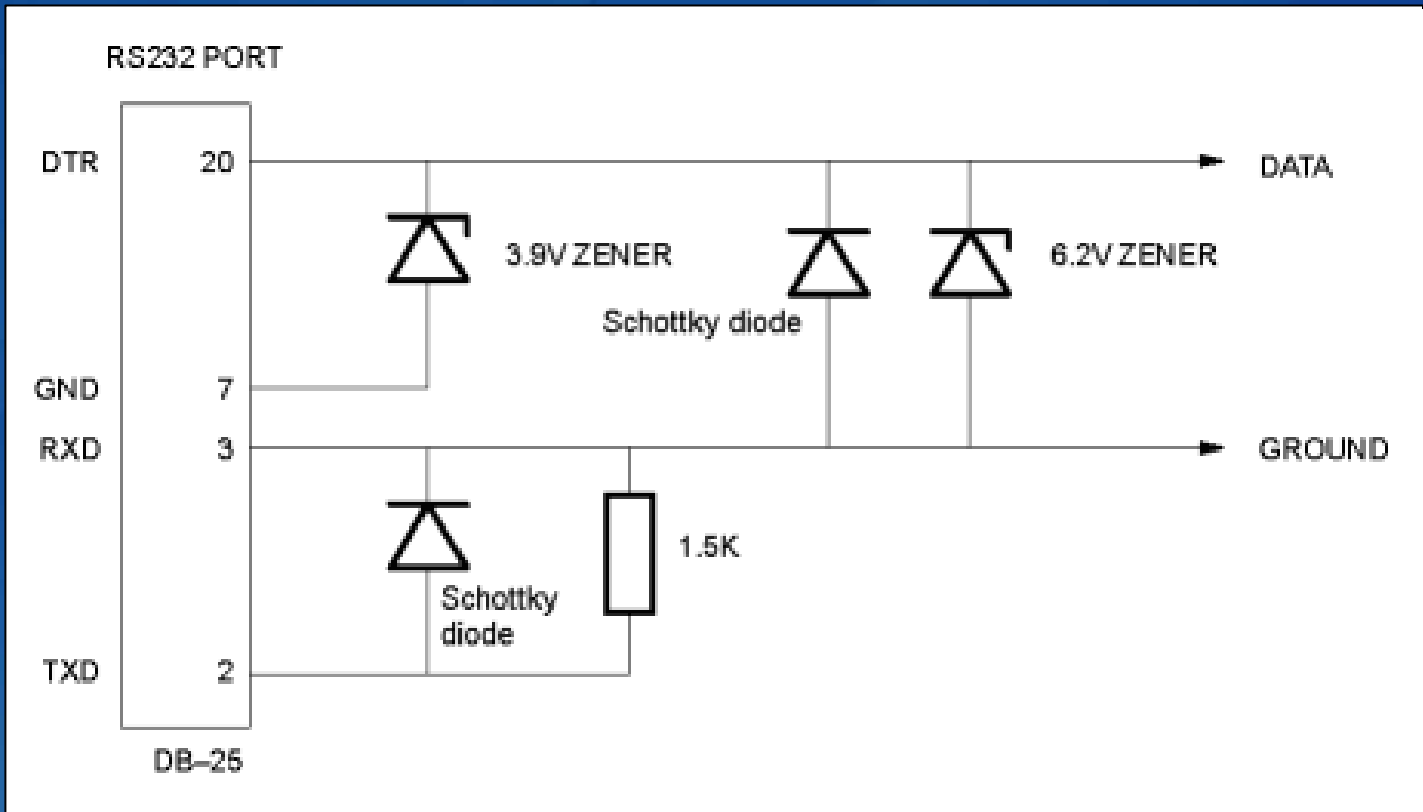 RS232 PORT
DTR 20 DATA
3.9V ZENER
6.2V ZENER
Schottky diode
GND 7
RXD 3 GROUND
1.5K
Schottky
diode
TXD 2
DB–25